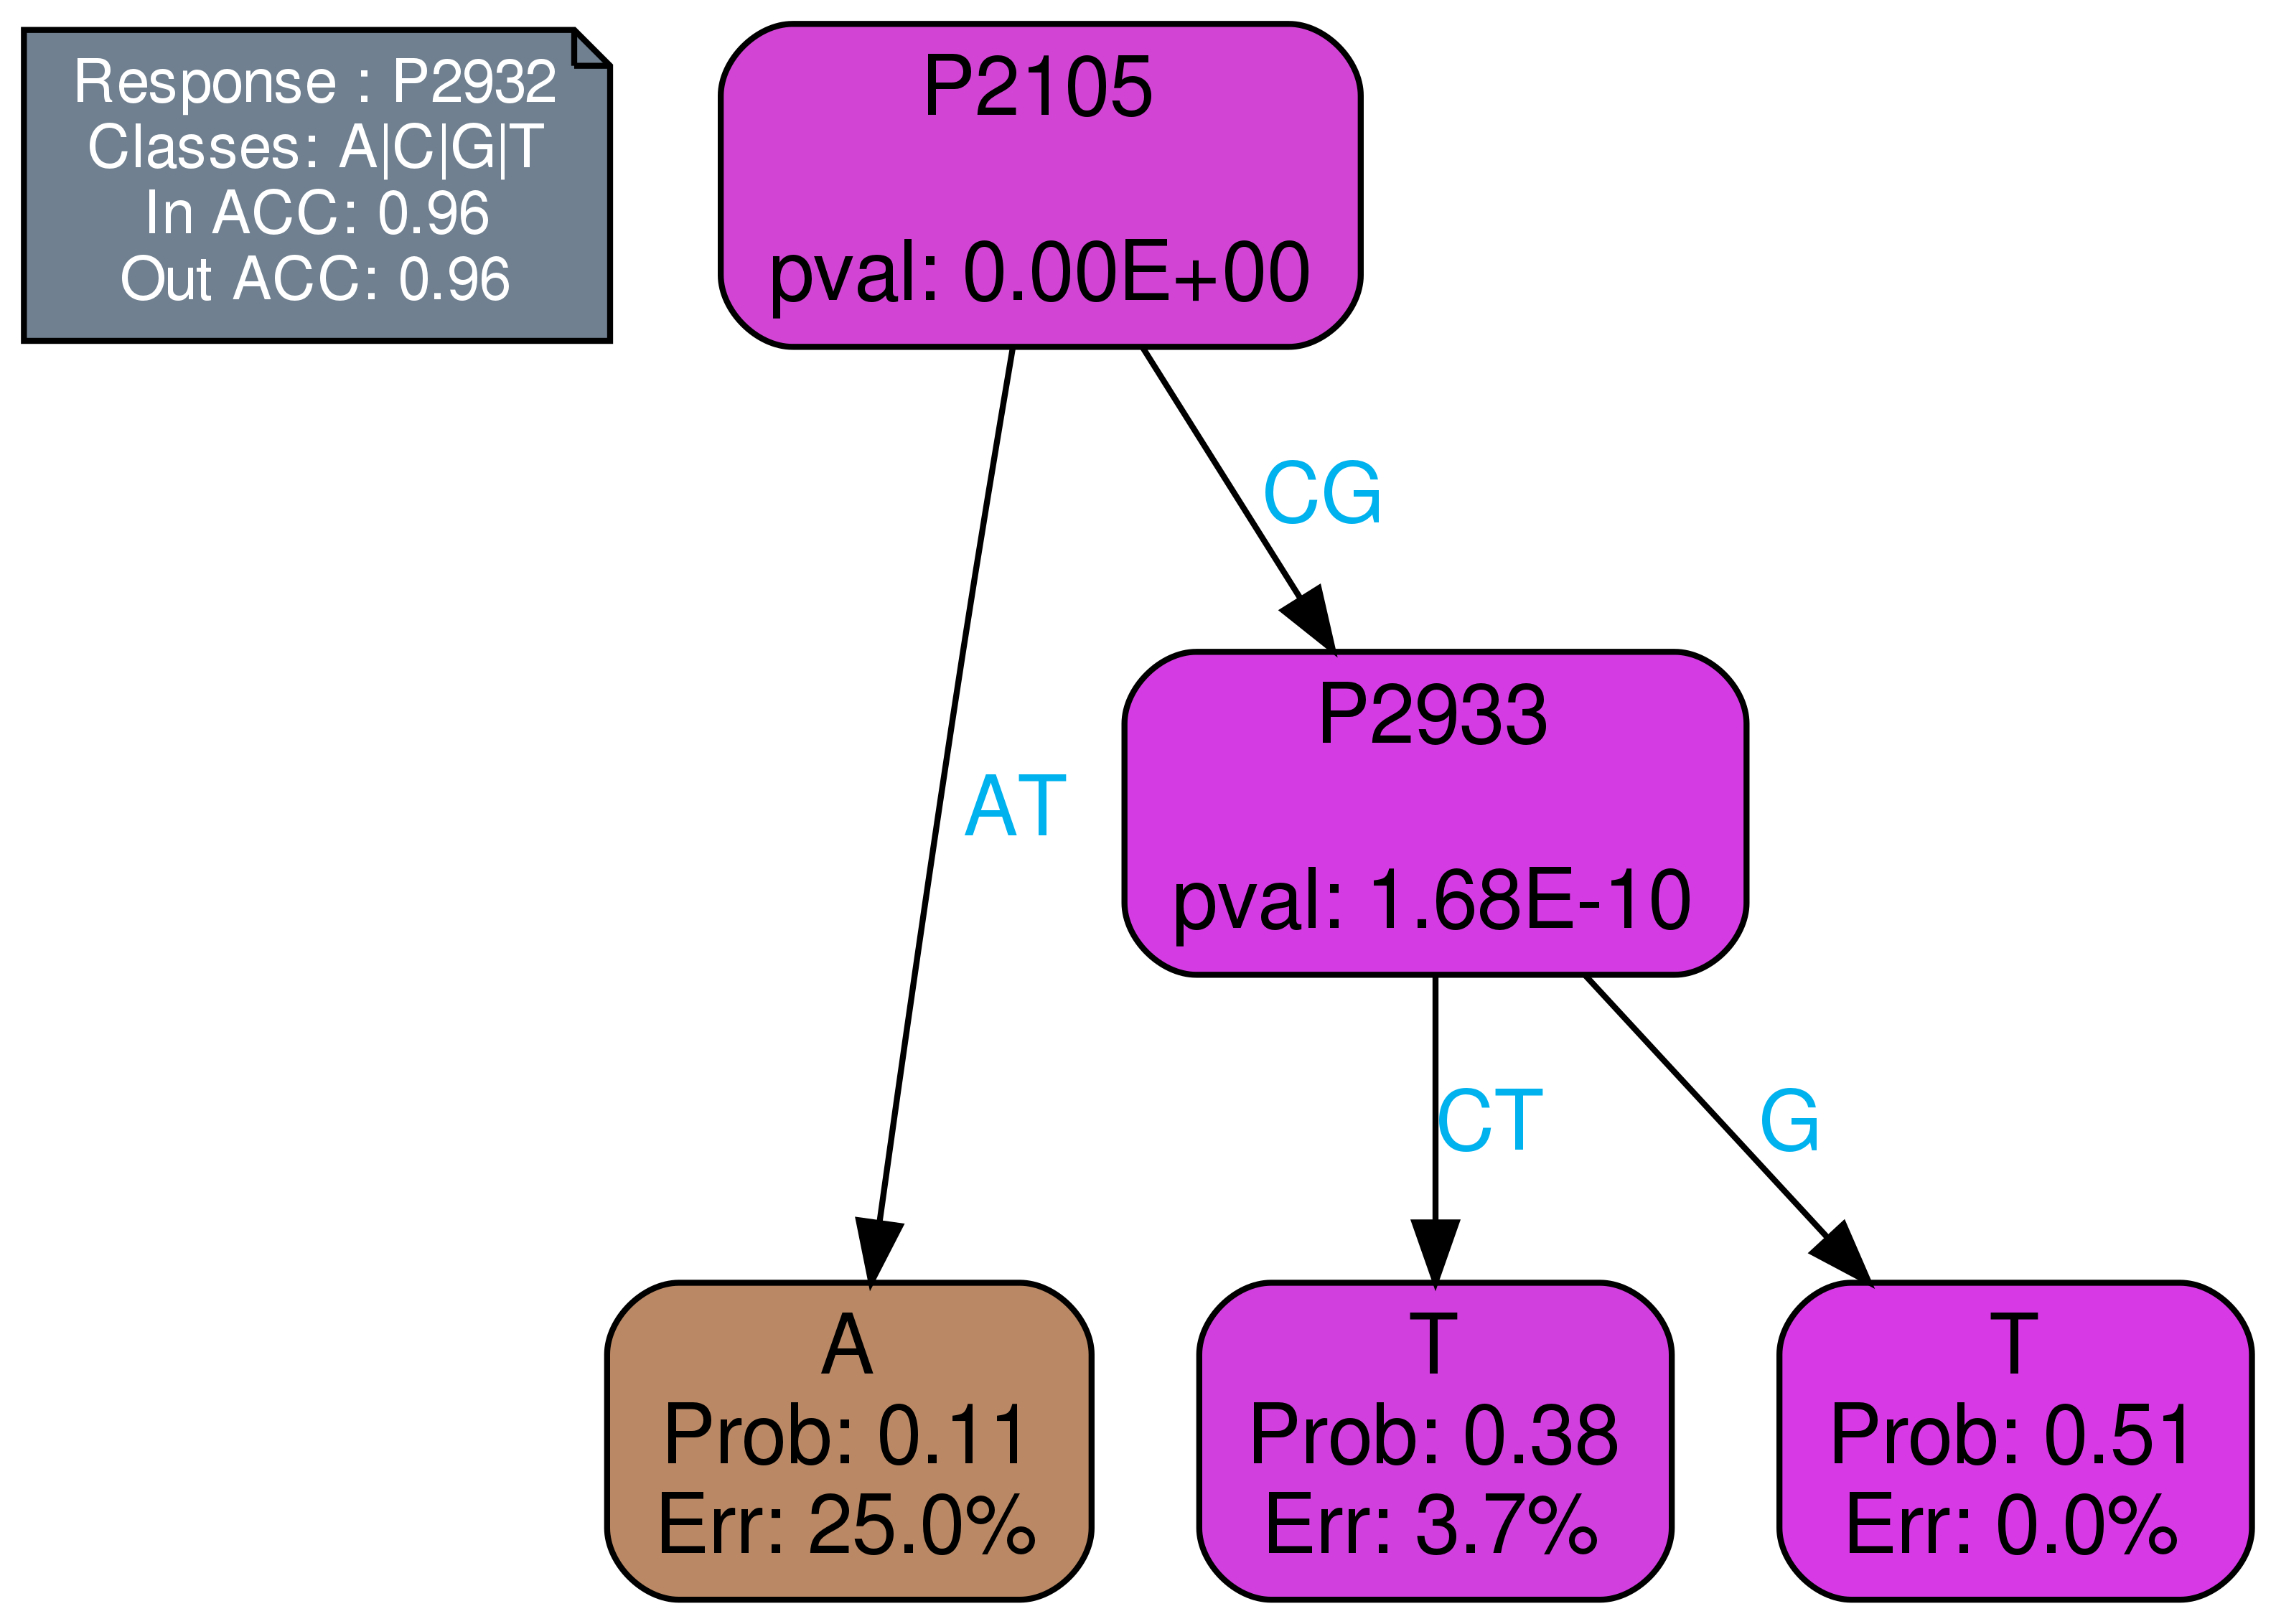 Response : P2932
Classes: A|C|G|T
In ACC: 0.96
Out ACC: 0.96
P2105
pval: 0.00E+00
CG
P2933
pval: 1.68E-10
AT
CT
G
A
Prob: 0.11
Err: 25.0%
T
Prob: 0.38
Err: 3.7%
T
Prob: 0.51
Err: 0.0%